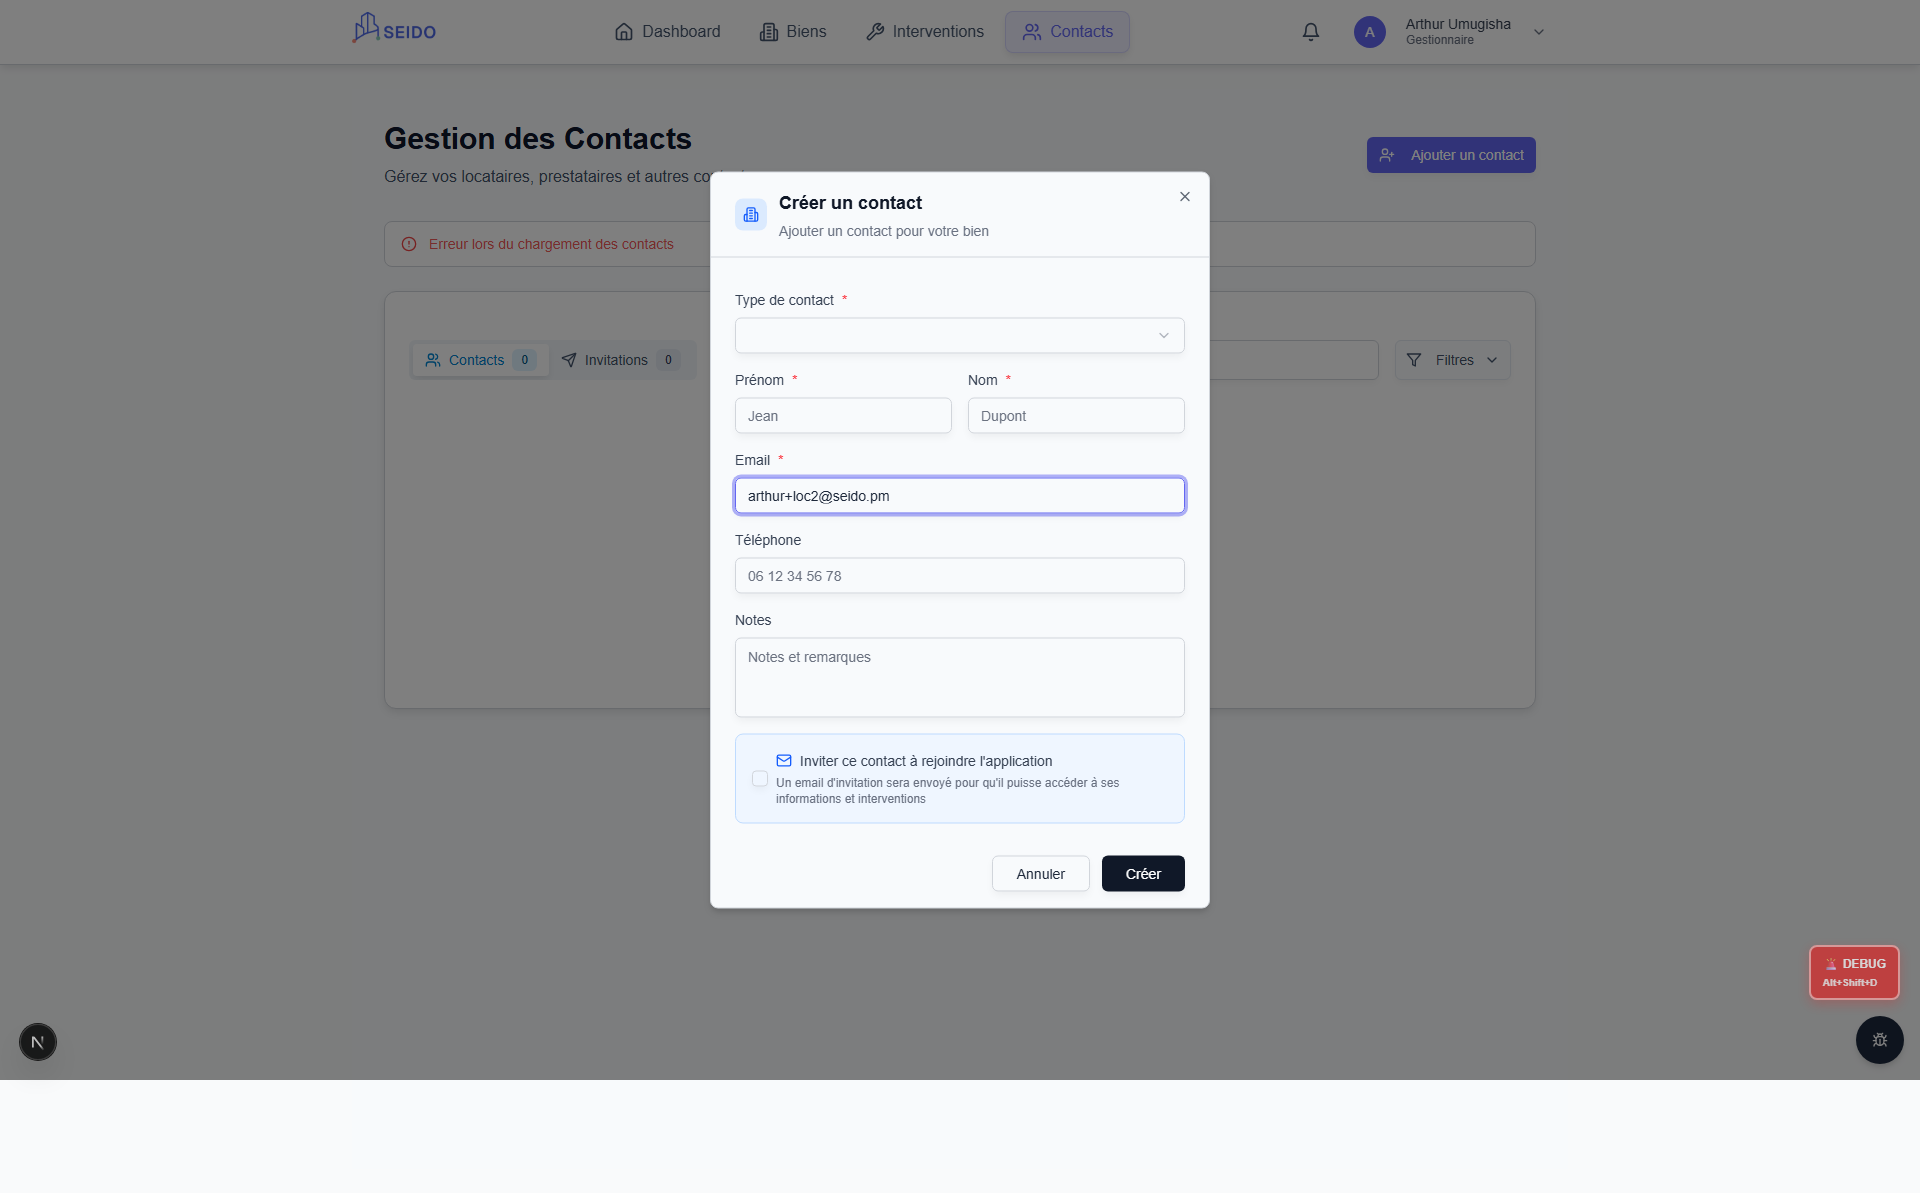 SEIDO
Dashboard
Biens
Interventions
Contacts
A
Arthur Umugisha
Gestionnaire
Gestion des Contacts
Gérez vos locataires, prestataires et autres
Ajouter un contact
Erreur lors du chargement des contacts
Contacts 0
Invitations 0
Filtres
Créer un contact
Ajouter un contact pour votre bien
Type de contact *
Prénom *
Nom *
Jean
Dupont
Email *
arthur+loc2@seido.pm
Téléphone
06 12 34 56 78
Notes
Notes et remarques
Inviter ce contact à rejoindre l'application
Un email d'invitation sera envoyé pour qu'il puisse accéder à ses
informations et interventions
Annuler
Créer
DEBUG
Alt+Shift+D
N